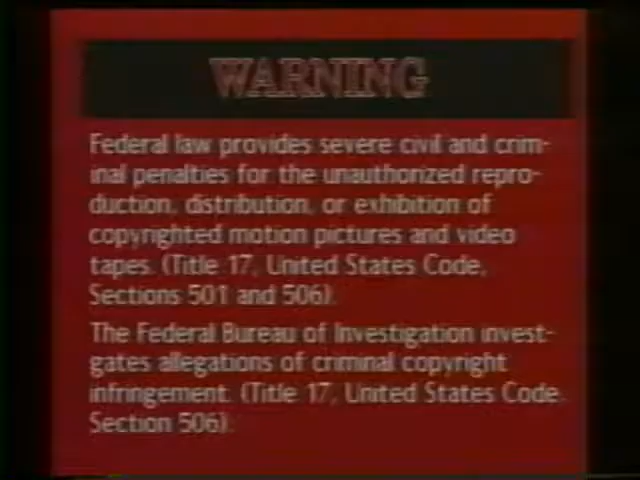 WARNING
Federal law provides severe civil and crim-
inal penalties for the unauthorized repro-
duction, distribution, or exhibition of
copyrighted motion pictures and video
tapes. (Title 17, United States Code,
Sections 501 and 506).
The Federal Bureau of Investigation invest-
gates allegations of criminal copyright
infringement. (Title 17, United States Code,
Section 506).